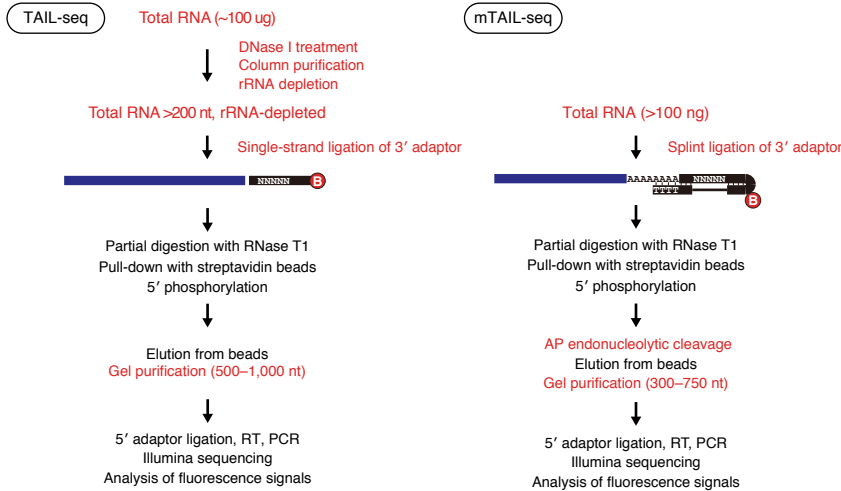 TAIL-seq
Total RNA (~100 ug)
DNase I treatment
Column purification
rRNA depletion
Total RNA >200 nt, rRNA-depleted
Single-strand ligation of 3′ adaptor
NNNNN
B
Partial digestion with RNase T1
Pull-down with streptavidin beads
5′ phosphorylation
Elution from beads
Gel purification (500–1,000 nt)
5′ adaptor ligation, RT, PCR
Illumina sequencing
Analysis of fluorescence signals
mTAIL-seq
Total RNA (>100 ng)
Splint ligation of 3′ adaptor
AAAAAAAA NNNNN
TTTT
B
Partial digestion with RNase T1
Pull-down with streptavidin beads
5′ phosphorylation
AP endonucleolytic cleavage
Elution from beads
Gel purification (300–750 nt)
5′ adaptor ligation, RT, PCR
Illumina sequencing
Analysis of fluorescence signals